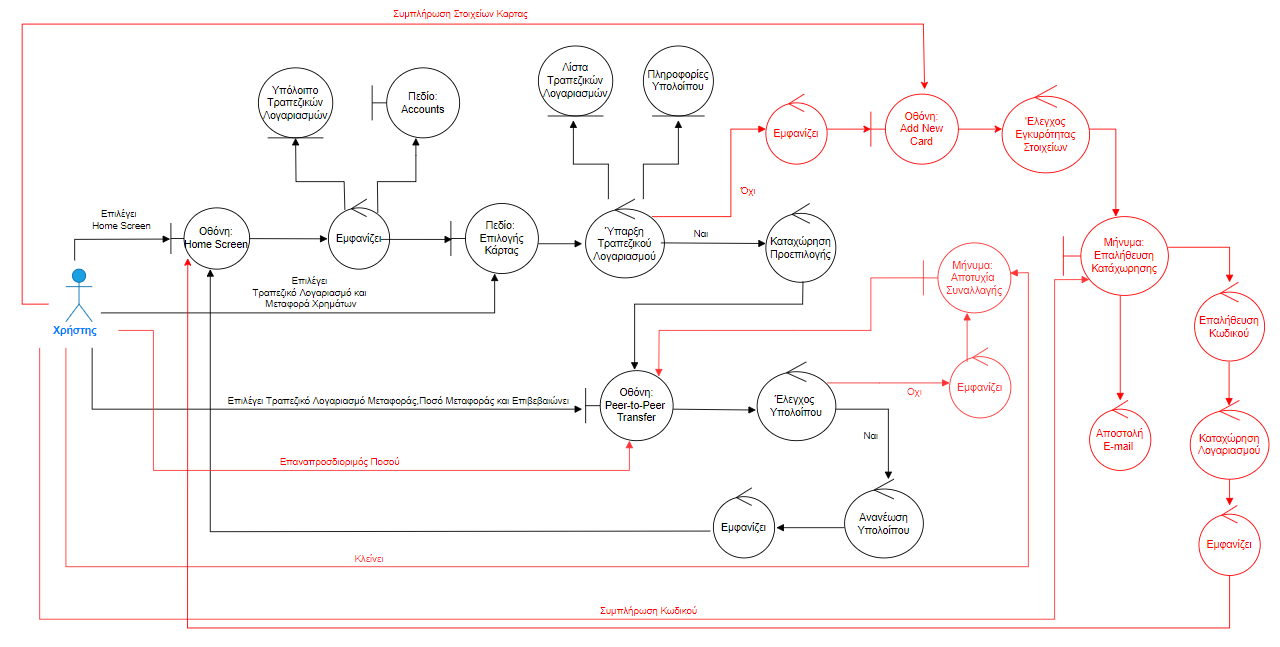 Συμπλήρωση Στοιχείων Καρτας
Υπόλοιπο
Τραπεζικών
Λογαριασμών
Πεδίο:
Accounts
Λίστα
Τραπεζικών
Λογαριασμών
Πληροφορίες
Υπολοίπου
Εμφανίζει
Οθόνη:
Add New
Card
Έλεγχος
Εγκυρότητας
Στοιχείων
Όχι
Επιλέγει
Home Screen
Οθόνη:
Home Screen
Εμφανίζει
Πεδίο:
Επιλογής
Κάρτας
Ύπαρξη
Τραπεζικού
Λογαριασμού
Ναι
Καταχώρηση
Προεπιλογής
Μήνυμα:
Αποτυχία
Συναλλαγής
Μήνυμα:
Επαλήθευση
Κατάχωρησης
Επιλέγει
Τραπεζικό Λογαριασμό και
Μεταφορά Χρημάτων
Χρήστης
Επαλήθευση
Κωδικού
Επιλέγει Τραπεζικό Λογαριασμό Μεταφοράς,Ποσό Μεταφοράς και Επιβεβαιώνει
Οθόνη:
Peer-to-Peer
Transfer
Έλεγχος
Υπολοίπου
Οχι
Εμφανίζει
Ναι
Αποστολή
E-mail
Καταχώρηση
Λογαριασμού
Επαναπροσδιοριμός Ποσού
Εμφανίζει
Ανανέωση
Υπολοίπου
Εμφανίζει
Κλείνει
Συμπλήρωση Κωδικού